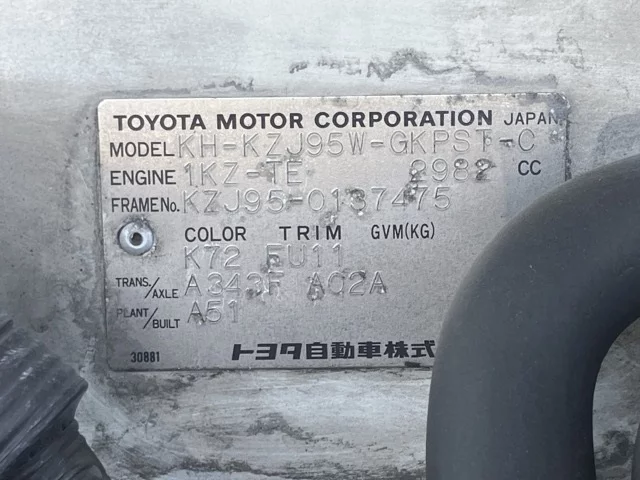 TOYOTA MOTOR CORPORATION JAPAN
MODEL KH-KZJ95W-GKPST-C
ENGINE 1KZ-TE 2982 CC
FRAME No. KZJ95-0137475
COLOR TRIM GVM(KG)
K72 FU11
TRANS./AXLE A343F A02A
PLANT/BUILT A51
30881 トヨタ自動車株式